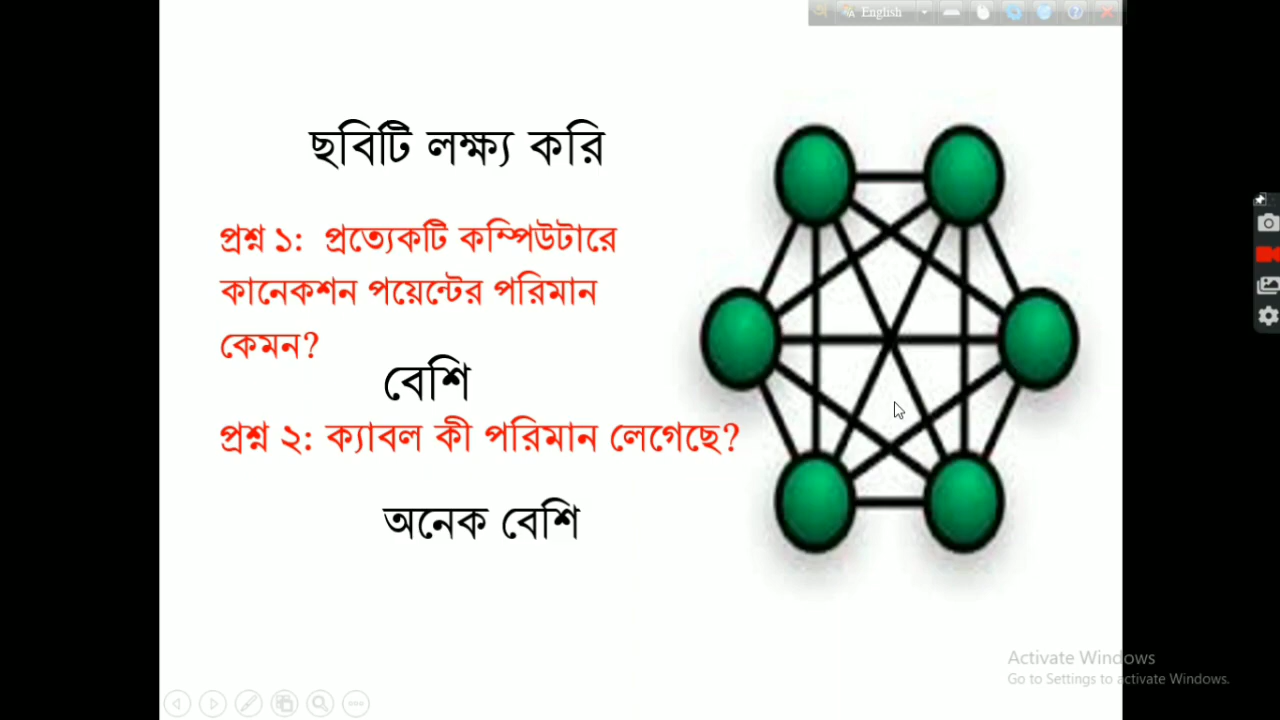 English
ছবিটি লক্ষ্য করি
প্রশ্ন ১: প্রত্যেকটি কম্পিউটারে
কানেকশন পয়েন্টের পরিমান
কেমন?
বেশি
প্রশ্ন ২: ক্যাবল কী পরিমান লেগেছে?
অনেক বেশি
Activate Windows
Go to Settings to activate Windows.